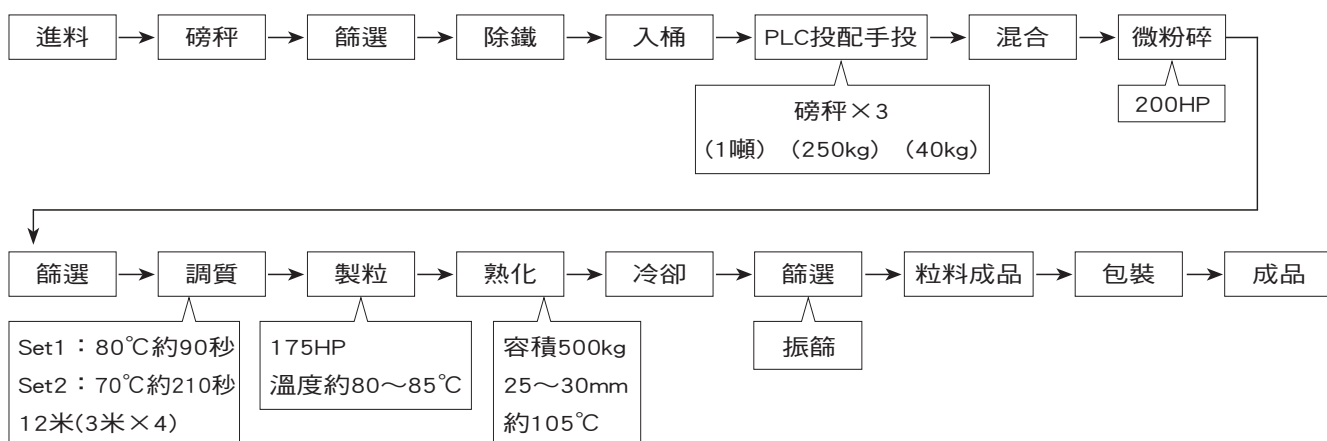 進料
磅秤
篩選
除鐵
入桶
PLC投配手投
混合
微粉碎
磅秤×3
(1噸) (250kg) (40kg)
200HP
篩選
調質
製粒
熟化
冷卻
篩選
粒料成品
包裝
成品
Set1：80℃約90秒
Set2：70℃約210秒
12米(3米×4)
175HP
溫度約80～85℃
容積500kg
25～30mm
約105℃
振篩